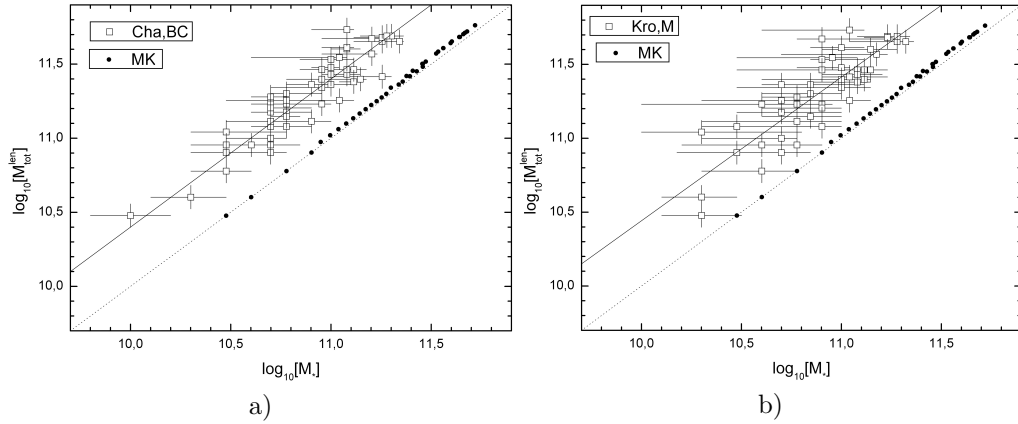 Cha,BC
MK
11,5
11,0
10,5
10,0
log₁₀[M^len_tot]
10,0 10,5 11,0 11,5
log₁₀[M*]
a)
Kro,M
MK
11,5
11,0
10,5
10,0
log₁₀[M^len_tot]
10,0 10,5 11,0 11,5
log₁₀[M*]
b)